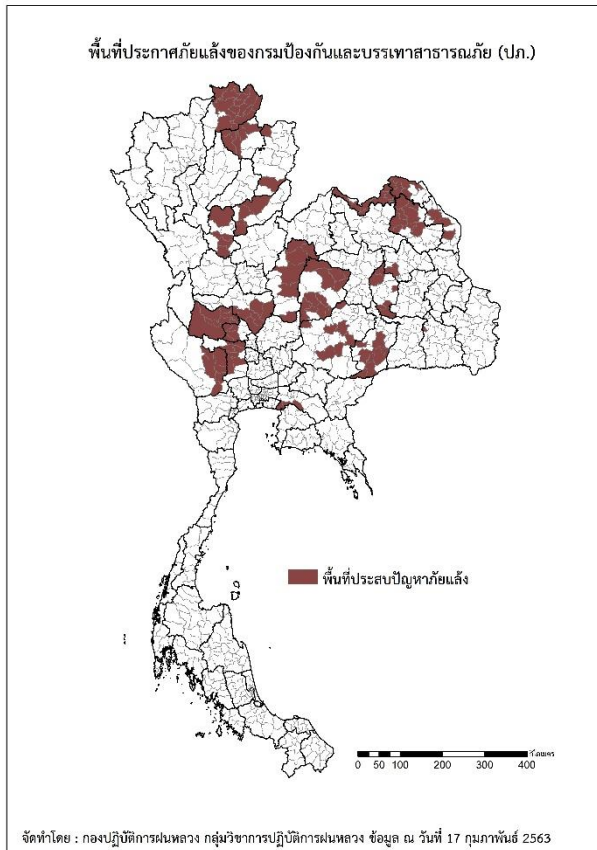 พื้นที่ประกาศภัยแล้งของกรมป้องกันและบรรเทาสาธารณภัย (ปภ.)
พื้นที่ประสบปัญหาภัยแล้ง
กิโลเมตร
0 50 100 200 300 400
จัดทำโดย : กองปฏิบัติการฝนหลวง กลุ่มวิชาการปฏิบัติการฝนหลวง ข้อมูล ณ วันที่ 17 กุมภาพันธ์ 2563